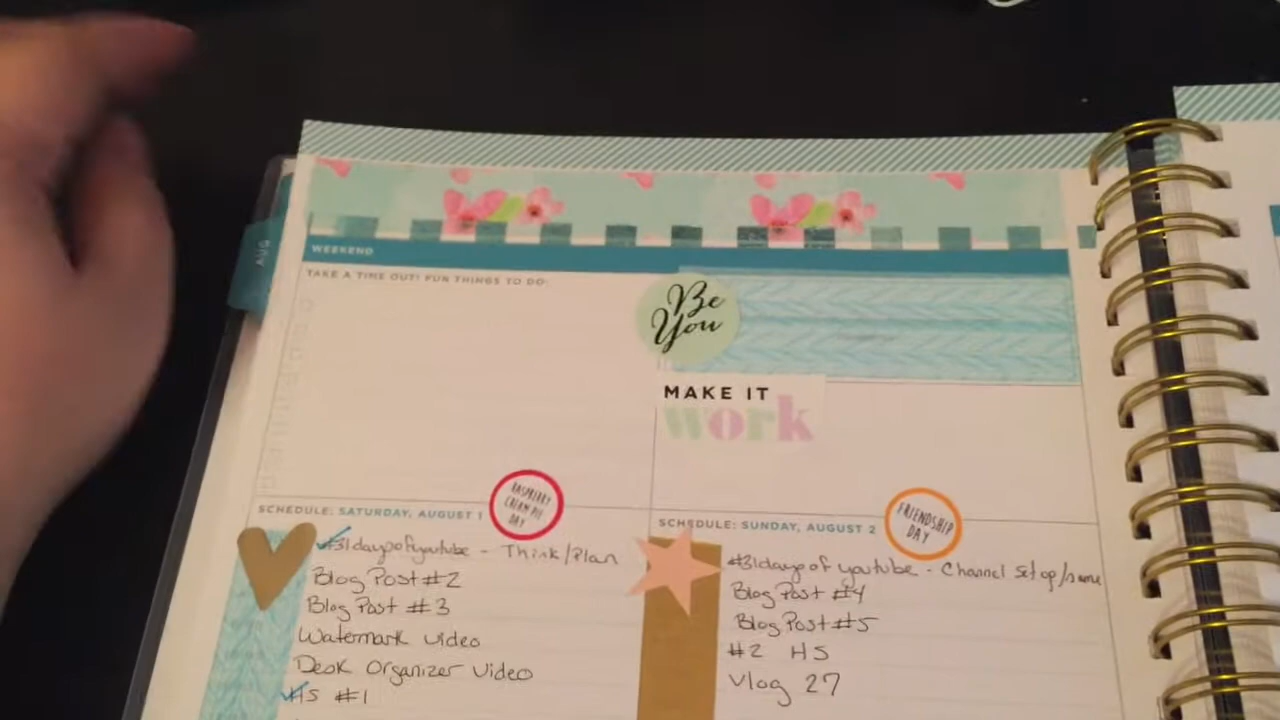 WEEKEND
TAKE A TIME OUT! FUN THINGS TO DO:
Be
You
MAKE IT
work
SCHEDULE: SATURDAY, AUGUST 1
RASPBERRY
CREAM PIE
DAY
#31daysofyoutube - Think/Plan
Blog Post #2
Blog Post #3
Watermark video
Desk Organizer Video
HS #1
SCHEDULE: SUNDAY, AUGUST 2
FRIENDSHIP
DAY
#31daysofyoutube - Channel Setup/name
Blog Post #4
Blog Post #5
#2 HS
Vlog 27